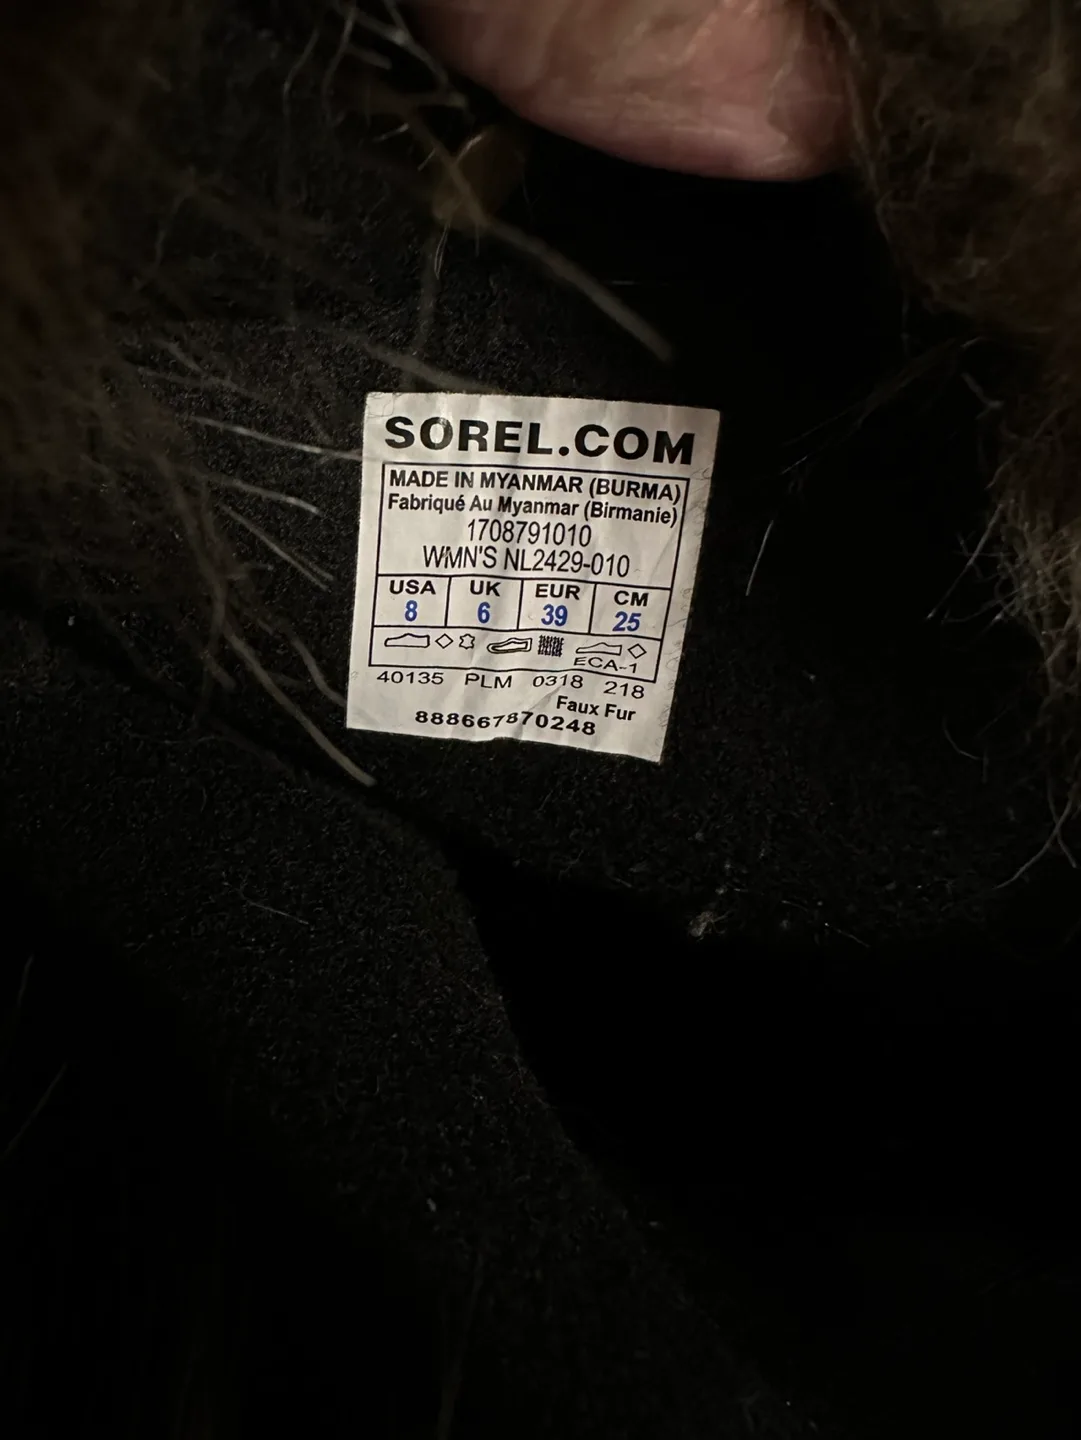 SOREL.COM
MADE IN MYANMAR (BURMA)
Fabriqué Au Myanmar (Birmanie)
1708791010
WMN'S NL2429-010
USA UK EUR CM
8 6 39 25
ECA-1
40135 PLM 0318 218
Faux Fur
888667870248